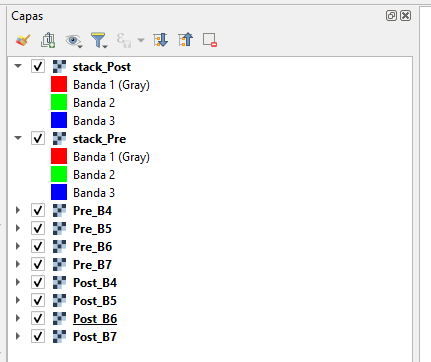 Capas
stack_Post
Banda 1 (Gray)
Banda 2
Banda 3
stack_Pre
Banda 1 (Gray)
Banda 2
Banda 3
Pre_B4
Pre_B5
Pre_B6
Pre_B7
Post_B4
Post_B5
Post_B6
Post_B7